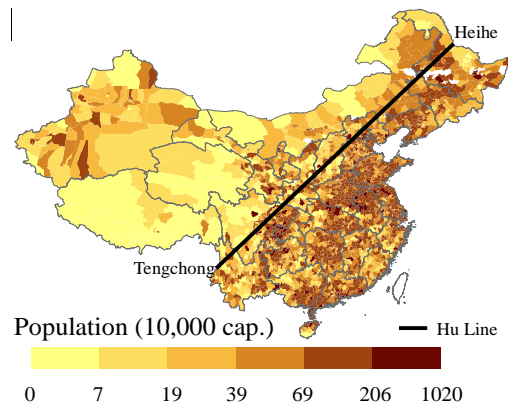 Heihe
Tengchong
Population (10,000 cap.)
Hu Line
0 7 19 39 69 206 1020